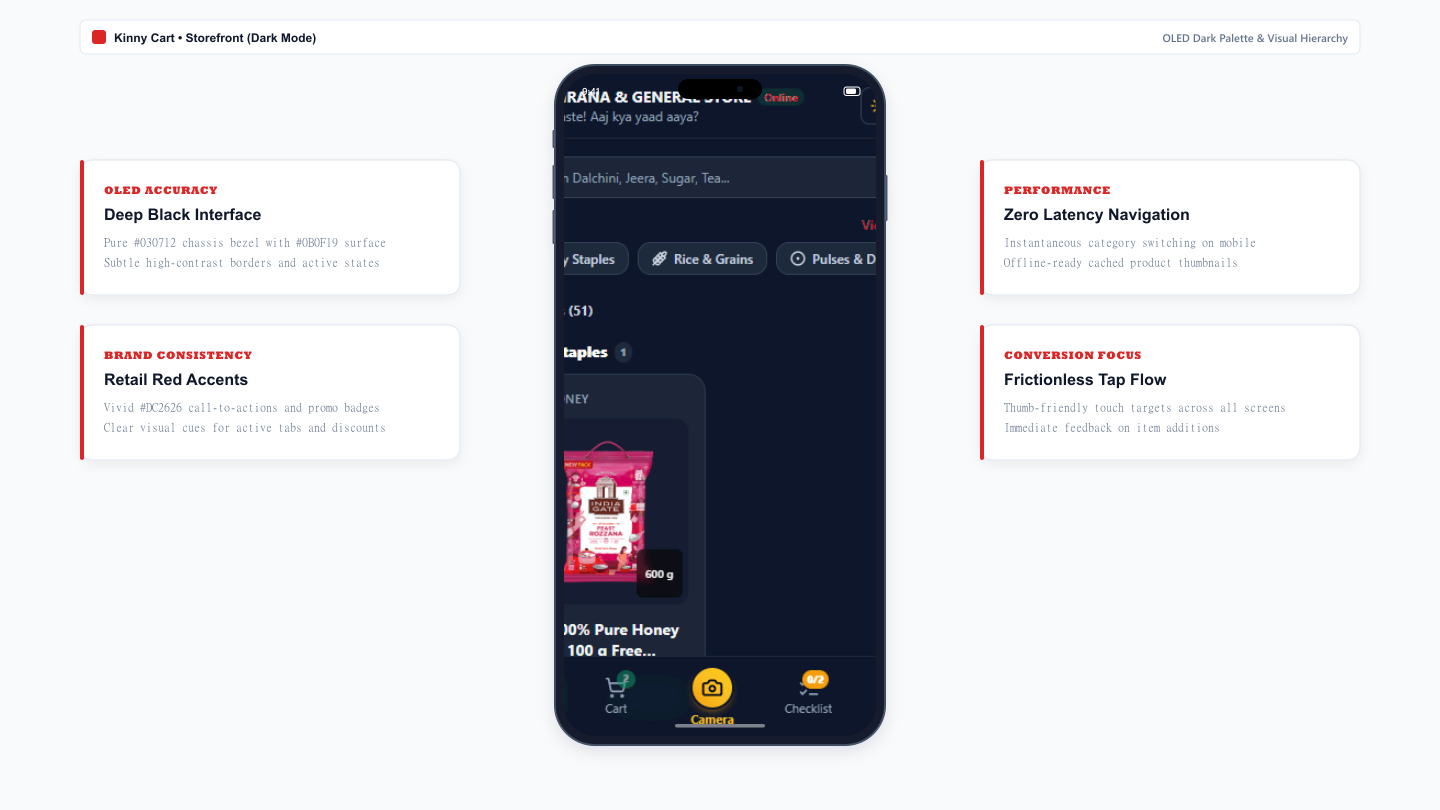 Kinny Cart • Storefront (Dark Mode)
OLED Dark Palette & Visual Hierarchy
OLED ACCURACY
Deep Black Interface
Pure #030712 chassis bezel with #0B0F19 surface
Subtle high-contrast borders and active states
BRAND CONSISTENCY
Retail Red Accents
Vivid #DC2626 call-to-actions and promo badges
Clear visual cues for active tabs and discounts
9:41
IRANA & GENERAL STORE Online
aste! Aaj kya yaad aaya?
h Dalchini, Jeera, Sugar, Tea...
Vie
y Staples
Rice & Grains
Pulses & D
(51)
taples 1
ONEY
NEW PACK
INDIA
GATE
FEAST
ROZZANA
600 g
00% Pure Honey
100 g Free...
2
Cart
Camera
0/2
Checklist
PERFORMANCE
Zero Latency Navigation
Instantaneous category switching on mobile
Offline-ready cached product thumbnails
CONVERSION FOCUS
Frictionless Tap Flow
Thumb-friendly touch targets across all screens
Immediate feedback on item additions